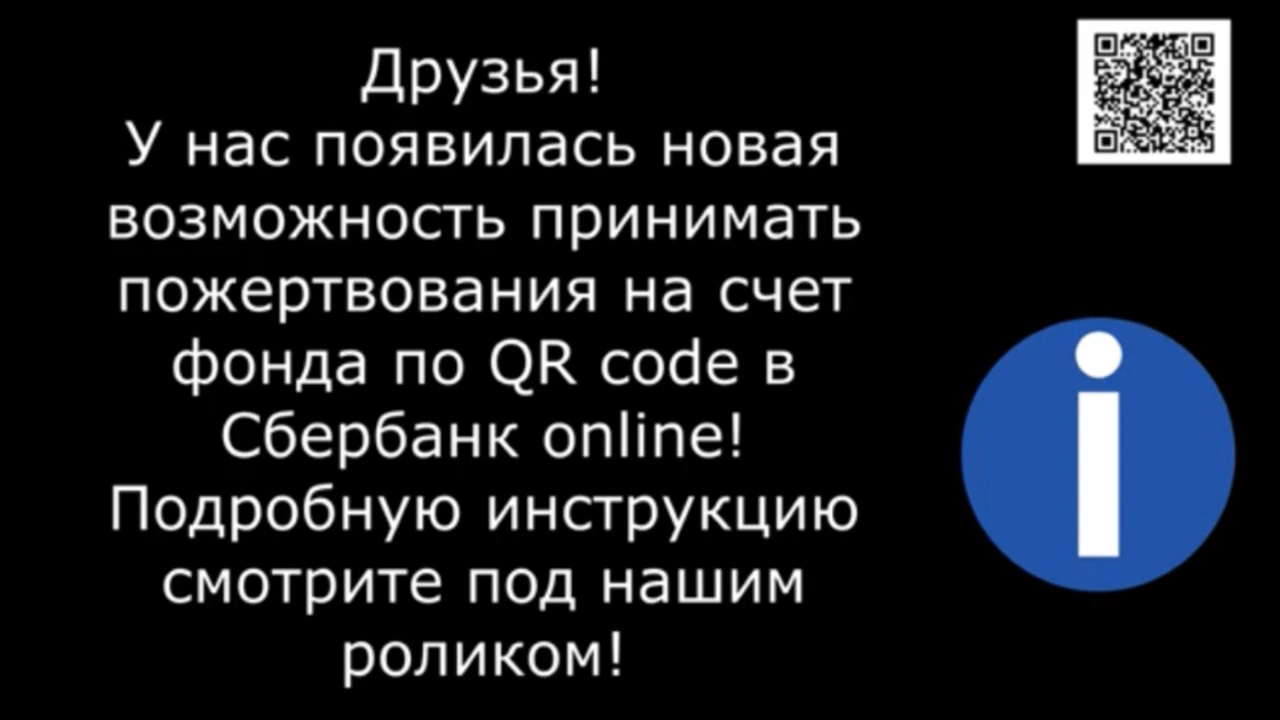 Друзья!
У нас появилась новая
возможность принимать
пожертвования на счет
фонда по QR code в
Сбербанк online!
Подробную инструкцию
смотрите под нашим
роликом!
i